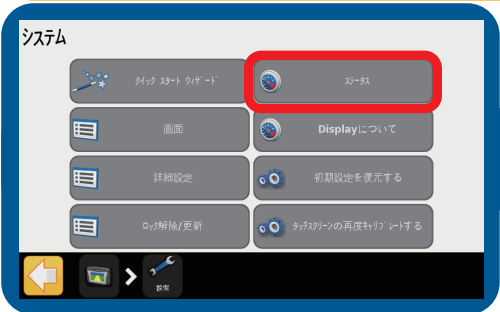 システム
クイック スタート ウィザード
ステータス
画面
Displayについて
詳細設定
初期設定を復元する
ロック解除/更新
タッチスクリーンの再度キャリブレートする
設定